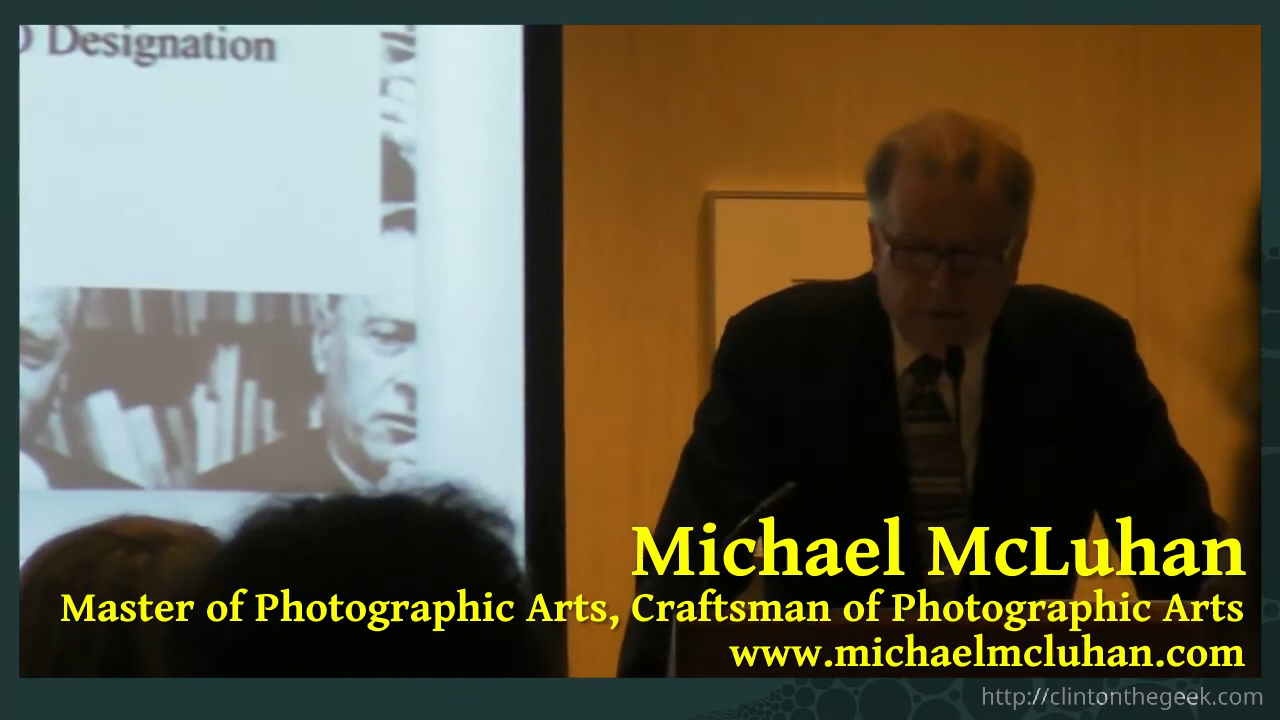 Designation
Michael McLuhan
Master of Photographic Arts, Craftsman of Photographic Arts
www.michaelmcluhan.com
http://clintonthegeek.com